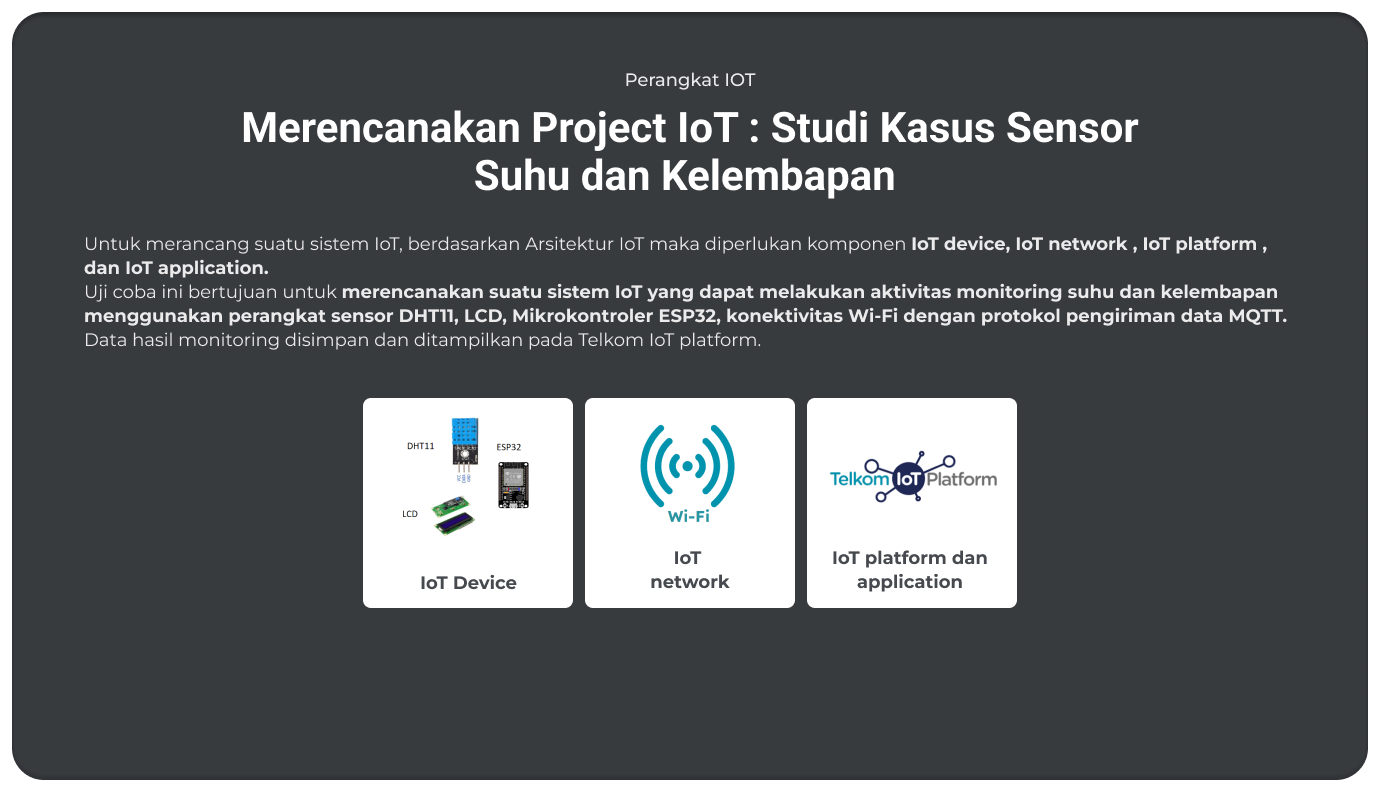 Perangkat IOT
Merencanakan Project IoT : Studi Kasus Sensor
Suhu dan Kelembapan
Untuk merancang suatu sistem IoT, berdasarkan Arsitektur IoT maka diperlukan komponen IoT device, IoT network , IoT platform ,
dan IoT application.
Uji coba ini bertujuan untuk merencanakan suatu sistem IoT yang dapat melakukan aktivitas monitoring suhu dan kelembapan
menggunakan perangkat sensor DHT11, LCD, Mikrokontroler ESP32, konektivitas Wi-Fi dengan protokol pengiriman data MQTT.
Data hasil monitoring disimpan dan ditampilkan pada Telkom IoT platform.
DHT11
ESP32
VCC
DATA
GND
LCD
IoT Device
Wi-Fi
IoT
network
Telkom IoT Platform
IoT platform dan
application